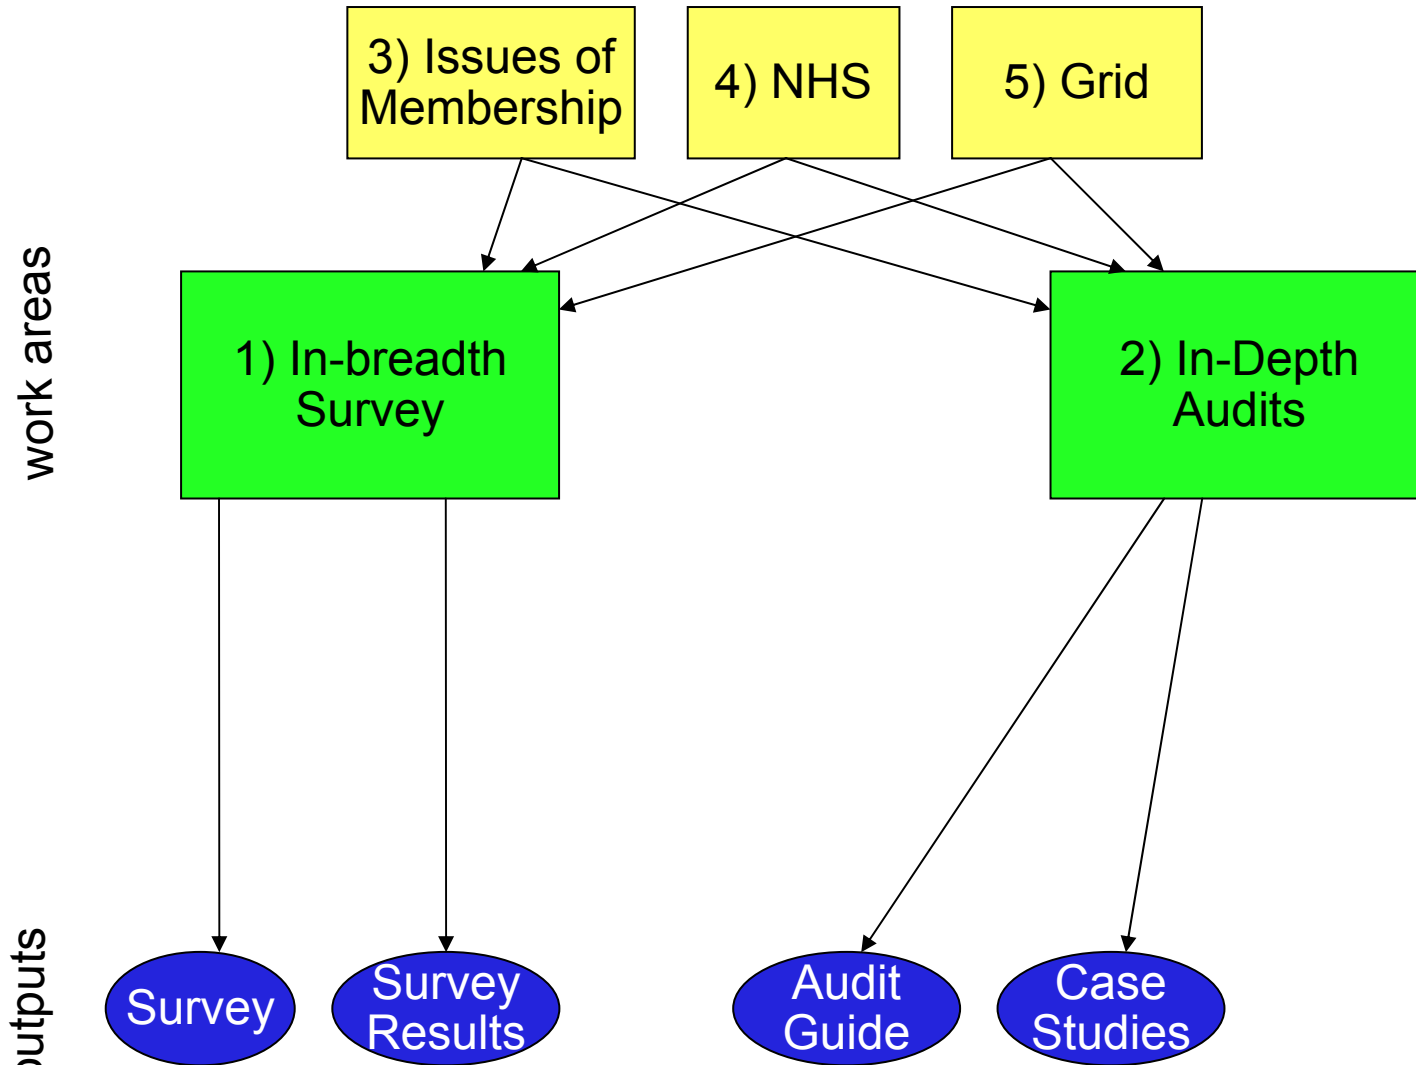 3) Issues of
Membership
4) NHS
5) Grid
work areas
1) In-breadth
Survey
2) In-Depth
Audits
outputs
Survey
Survey
Results
Audit
Guide
Case
Studies